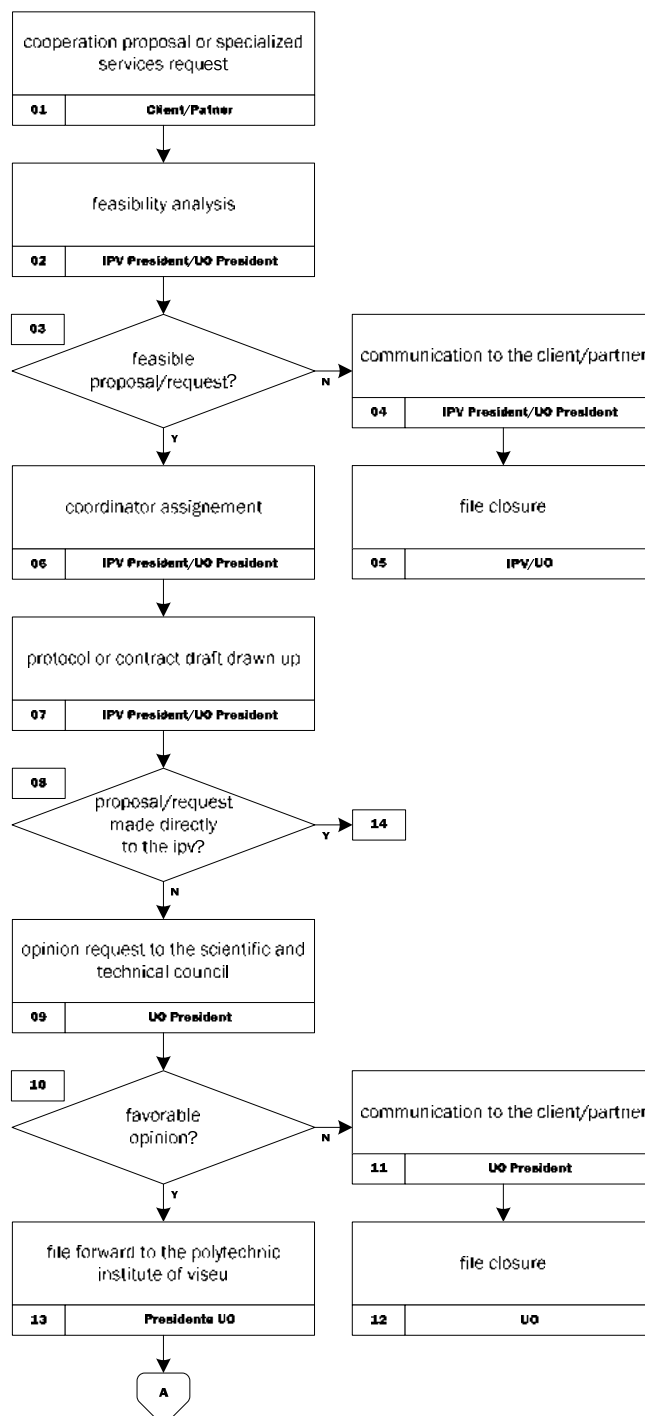 cooperation proposal or specialized
services request
01 Client/Patner
feasibility analysis
02 IPV President/UO President
03
feasible
proposal/request?
N
Y
communication to the client/partner
04 IPV President/UO President
coordinator assignement
06 IPV President/UO President
file closure
05 IPV/UO
protocol or contract draft drawn up
07 IPV President/UO President
08
proposal/request
made directly
to the ipv?
Y
14
N
opinion request to the scientific and
technical council
09 UO President
10
favorable
opinion?
N
Y
communication to the client/partner
11 UO President
file forward to the polytechnic
institute of viseu
13 Presidente UO
file closure
12 UO
A